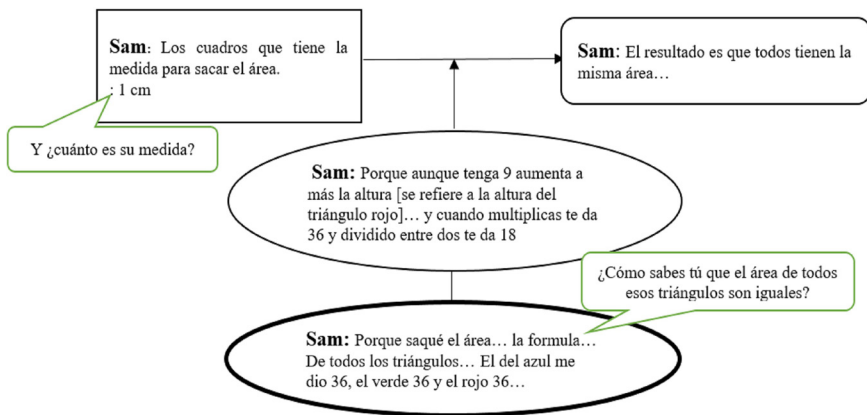 Sam: Los cuadros que tiene la
medida para sacar el área.
: 1 cm
Sam: El resultado es que todos tienen la
misma área…
Y ¿cuánto es su medida?
Sam: Porque aunque tenga 9 aumenta a
más la altura [se refiere a la altura del
triángulo rojo]… y cuando multiplicas te da
36 y dividido entre dos te da 18
¿Cómo sabes tú que el área de todos
esos triángulos son iguales?
Sam: Porque saqué el área… la formula…
De todos los triángulos… El del azul me
dio 36, el verde 36 y el rojo 36…